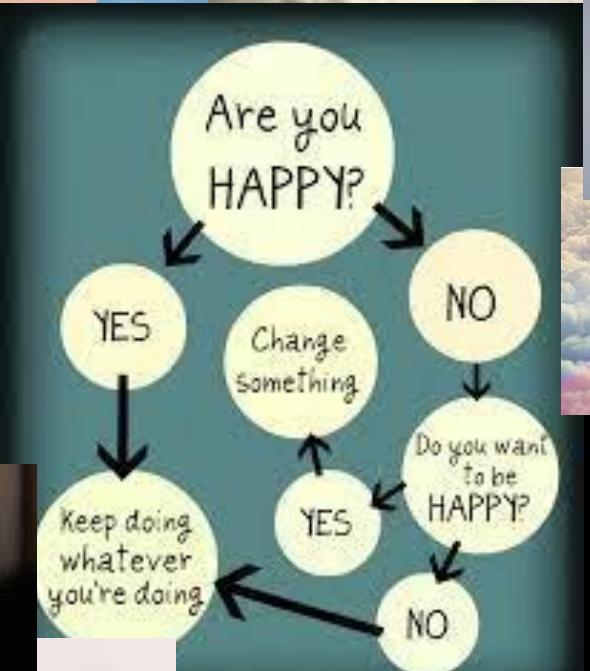 Are you
HAPPY?
YES
NO
Change
something
Do you want
to be
HAPPY?
YES
Keep doing
whatever
you're doing
NO